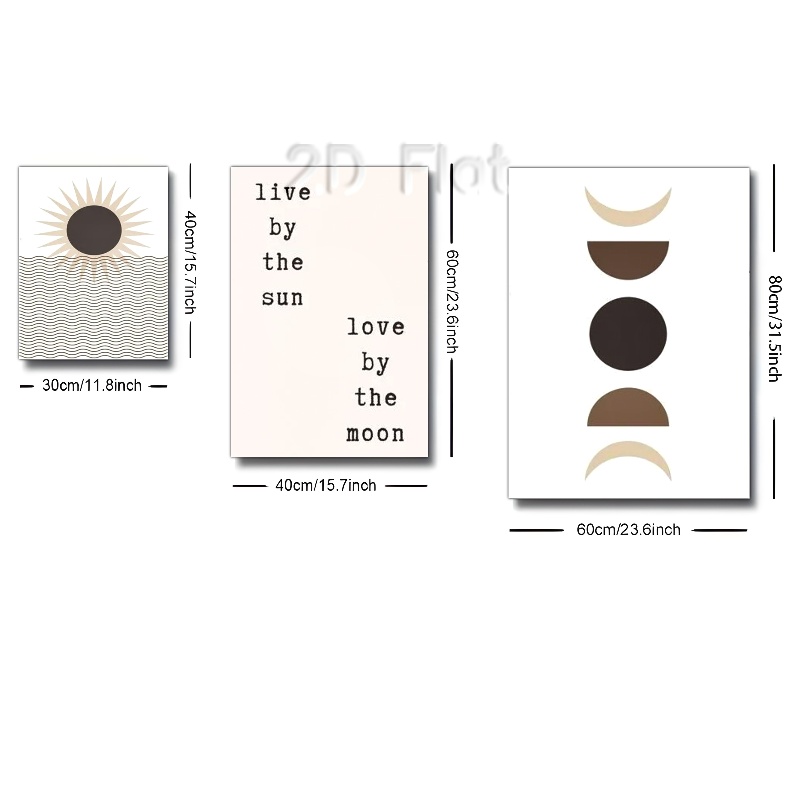 2D Flat
live
by
the
sun
love
by
the
moon
40cm/15.7inch
30cm/11.8inch
60cm/23.6inch
40cm/15.7inch
80cm/31.5inch
60cm/23.6inch